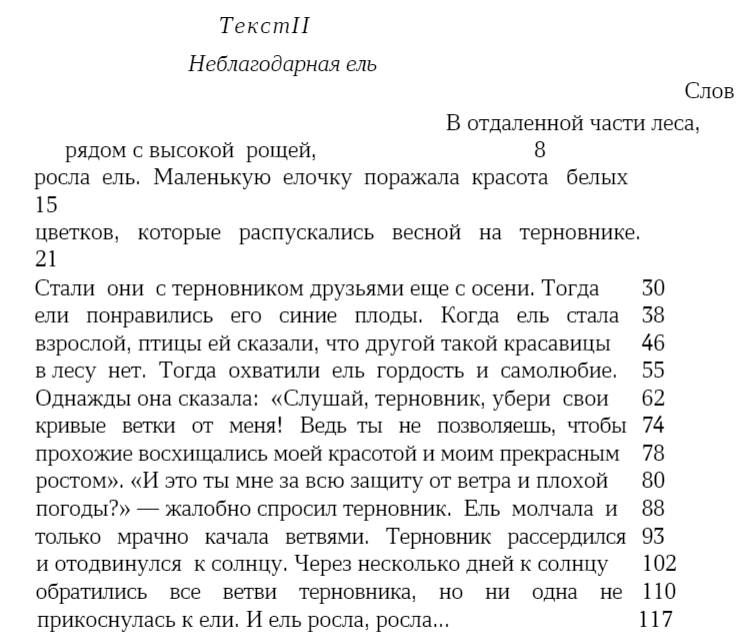 Текст II
Неблагодарная ель
Слов
В отдаленной части леса,
рядом с высокой рощей, 8
росла ель. Маленькую елочку поражала красота белых
15
цветков, которые распускались весной на терновнике.
21
Стали они с терновником друзьями еще с осени. Тогда 30
ели понравились его синие плоды. Когда ель стала 38
взрослой, птицы ей сказали, что другой такой красавицы 46
в лесу нет. Тогда охватили ель гордость и самолюбие. 55
Однажды она сказала: «Слушай, терновник, убери свои 62
кривые ветки от меня! Ведь ты не позволяешь, чтобы 74
прохожие восхищались моей красотой и моим прекрасным 78
ростом». «И это ты мне за всю защиту от ветра и плохой 80
погоды?» — жалобно спросил терновник. Ель молчала и 88
только мрачно качала ветвями. Терновник рассердился 93
и отодвинулся к солнцу. Через несколько дней к солнцу 102
обратились все ветви терновника, но ни одна не 110
прикоснулась к ели. И ель росла, росла... 117